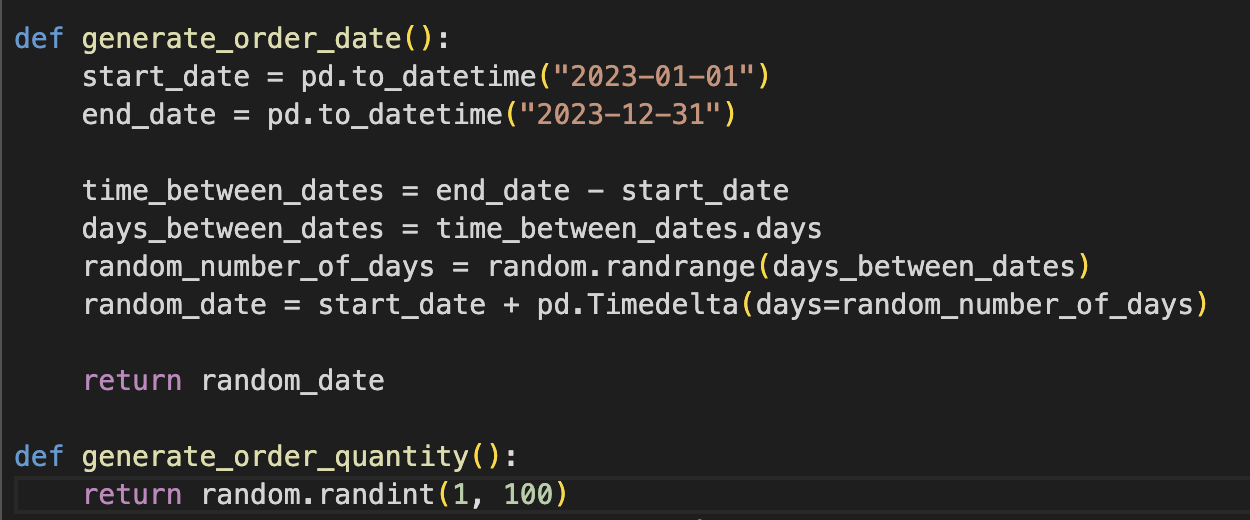 def generate_order_date():
    start_date = pd.to_datetime("2023-01-01")
    end_date = pd.to_datetime("2023-12-31")

    time_between_dates = end_date - start_date
    days_between_dates = time_between_dates.days
    random_number_of_days = random.randrange(days_between_dates)
    random_date = start_date + pd.Timedelta(days=random_number_of_days)

    return random_date

def generate_order_quantity():
    return random.randint(1, 100)